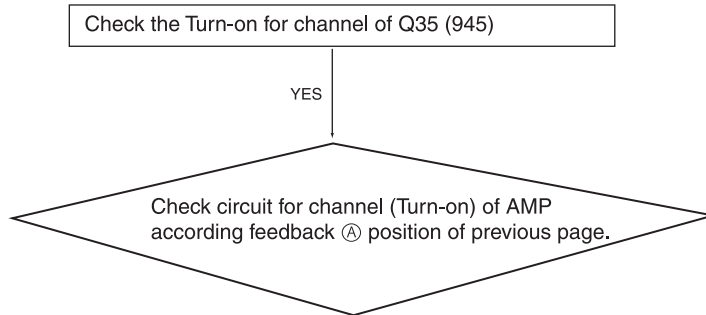 Check the Turn-on for channel of Q35 (945)
YES
Check circuit for channel (Turn-on) of AMP
according feedback Ⓐ position of previous page.